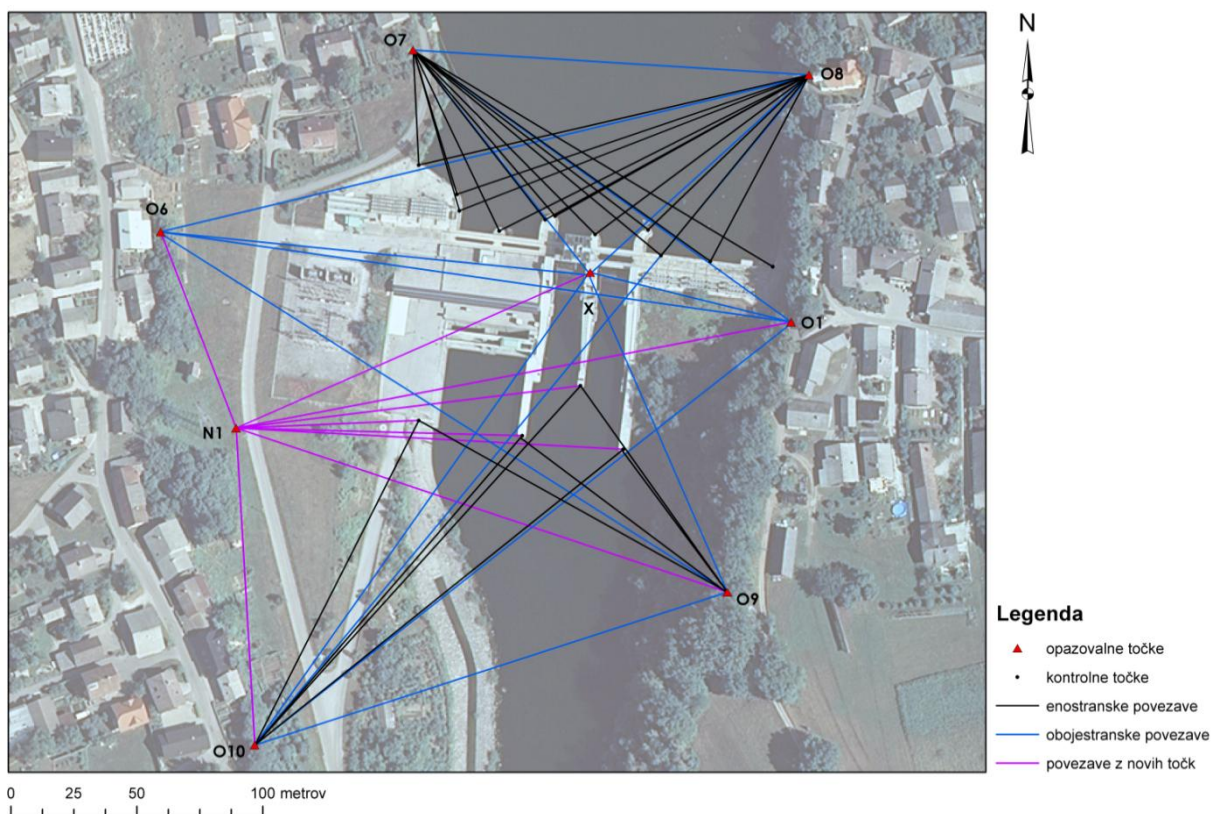 N
O7
O8
O6
X
O1
N1
O9
O10
Legenda
opazovalne točke
kontrolne točke
enostranske povezave
obojestranske povezave
povezave z novih točk
0 25 50 100 metrov